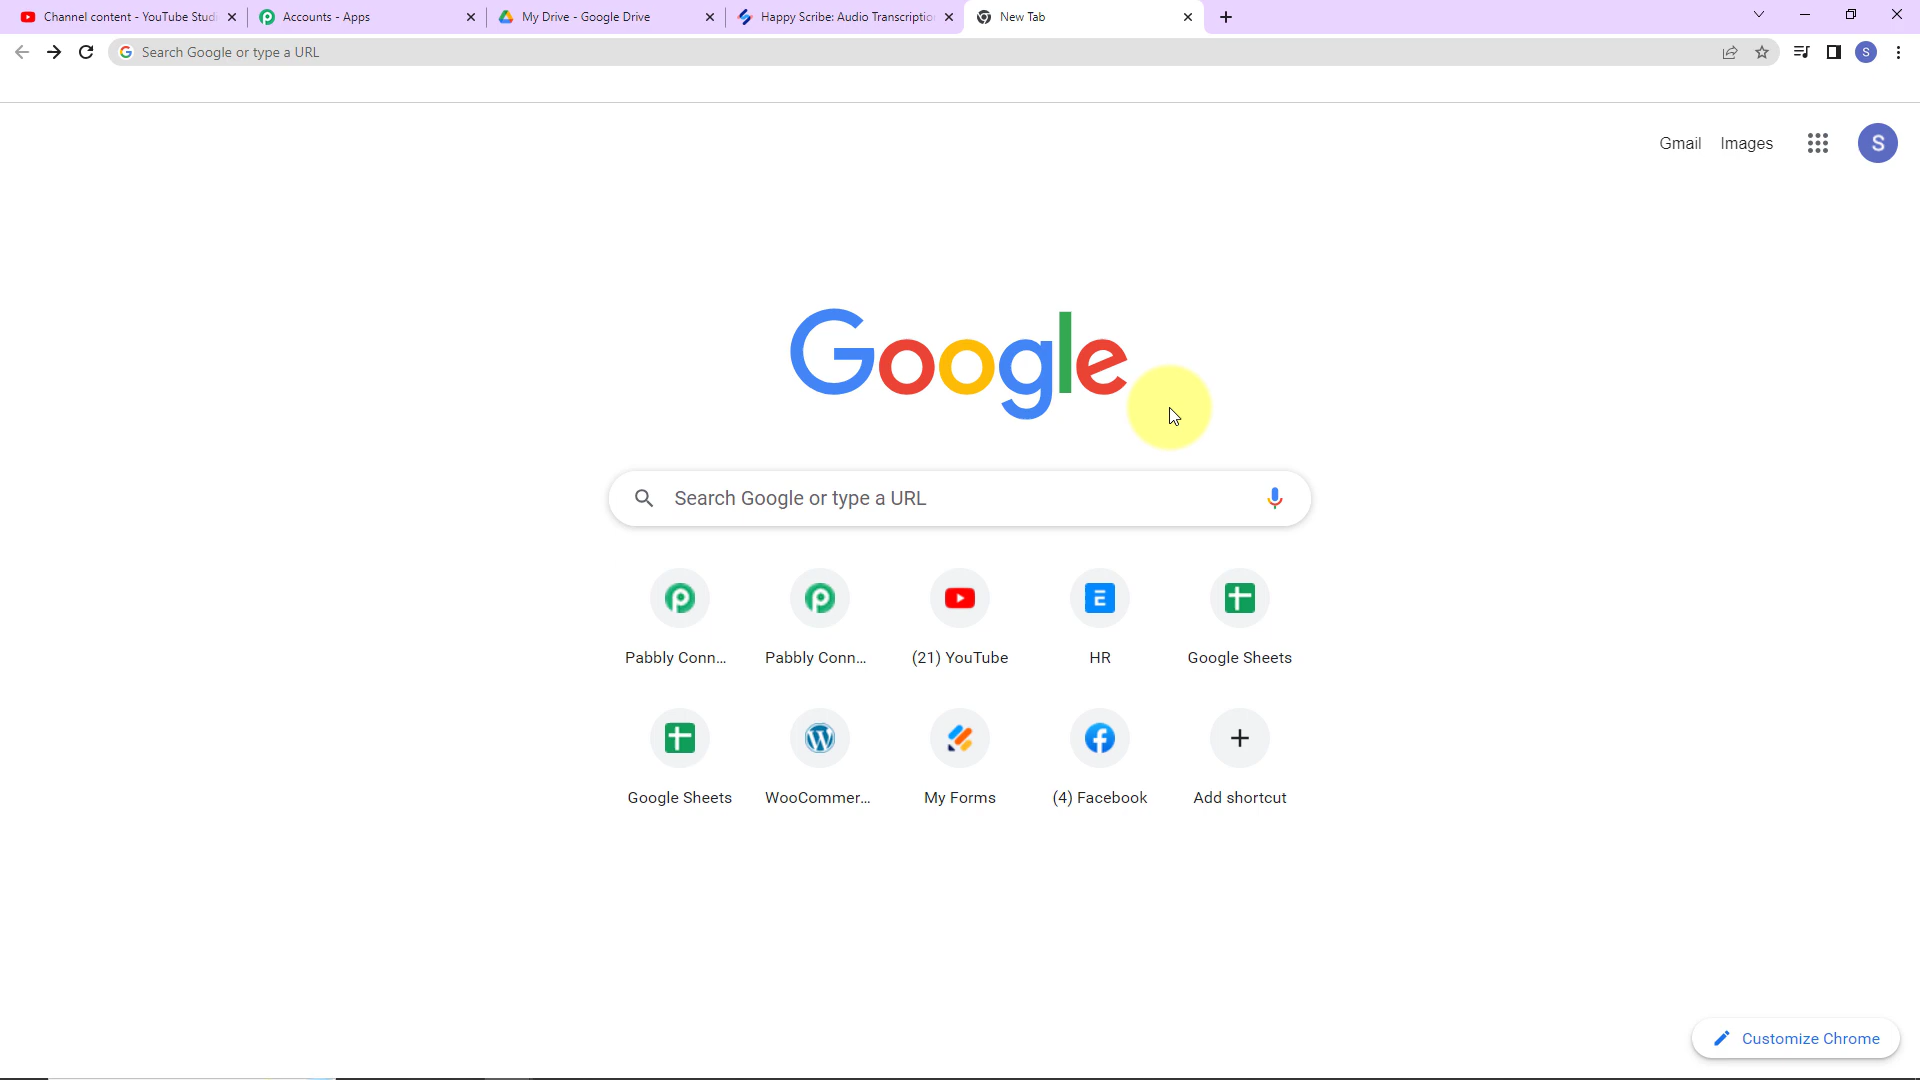 Channel content - YouTube Studi
Accounts - Apps
My Drive - Google Drive
Happy Scribe: Audio Transcriptio
New Tab
Search Google or type a URL
S
Gmail
Images
S
Google
Search Google or type a URL
Pabbly Conn...
Pabbly Conn...
(21) YouTube
HR
Google Sheets
Google Sheets
WooCommer...
My Forms
(4) Facebook
Add shortcut
Customize Chrome